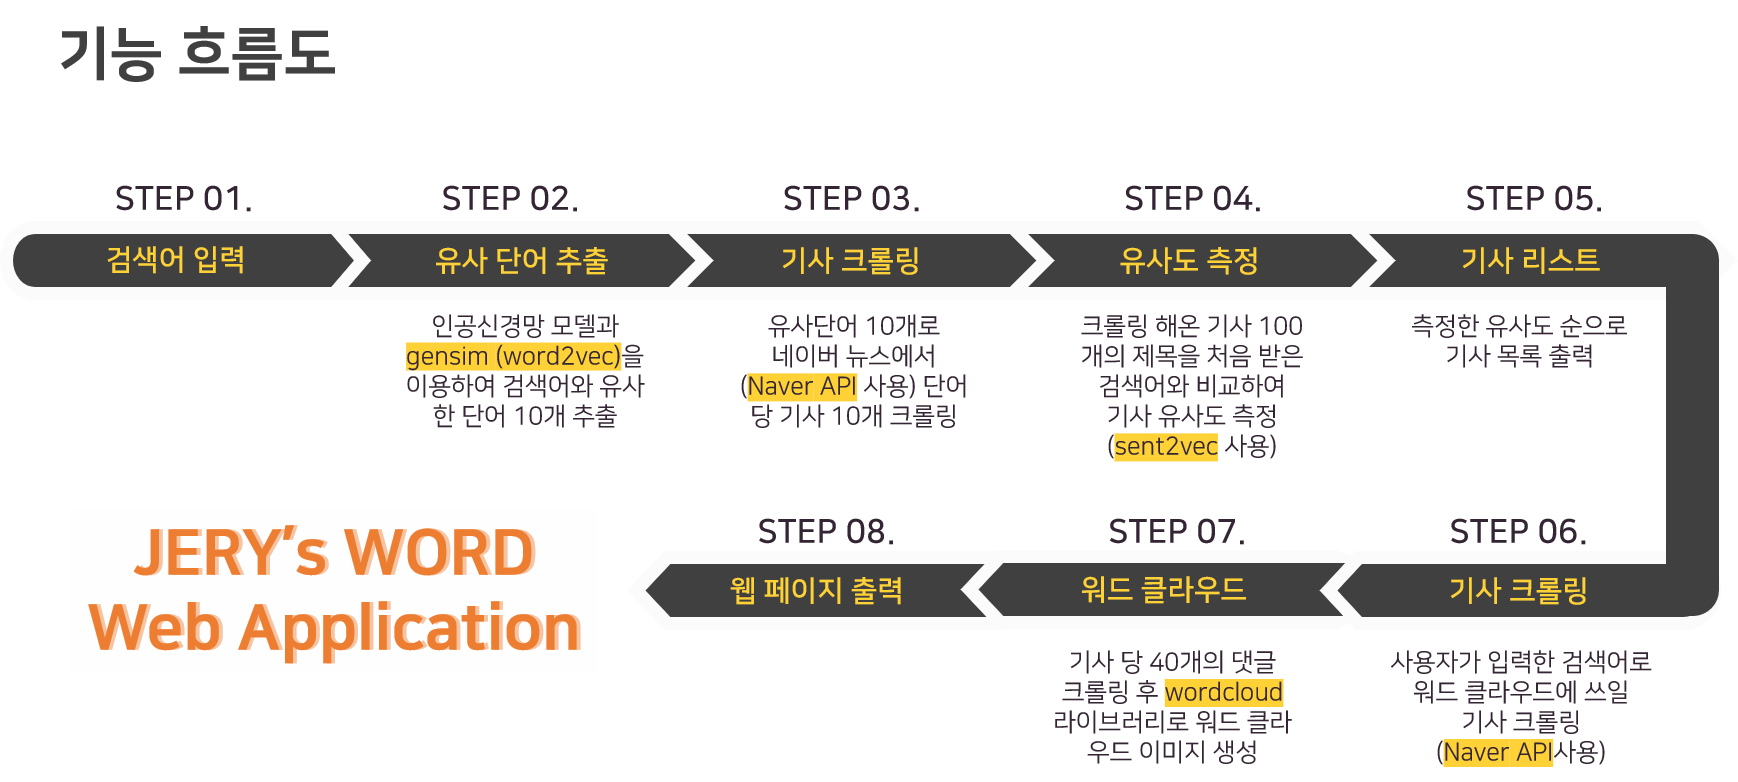 기능 흐름도
STEP 01.
검색어 입력
STEP 02.
유사 단어 추출
인공신경망 모델과
gensim (word2vec)을
이용하여 검색어와 유사
한 단어 10개 추출
STEP 03.
기사 크롤링
유사단어 10개로
네이버 뉴스에서
(Naver API 사용) 단어
당 기사 10개 크롤링
STEP 04.
유사도 측정
크롤링 해온 기사 100
개의 제목을 처음 받은
검색어와 비교하여
기사 유사도 측정
(sent2vec 사용)
STEP 05.
기사 리스트
측정한 유사도 순으로
기사 목록 출력
STEP 06.
기사 크롤링
사용자가 입력한 검색어로
워드 클라우드에 쓰일
기사 크롤링
(Naver API사용)
STEP 07.
워드 클라우드
기사 당 40개의 댓글
크롤링 후 wordcloud
라이브러리로 워드 클라
우드 이미지 생성
STEP 08.
웹 페이지 출력
JERY's WORD
Web Application